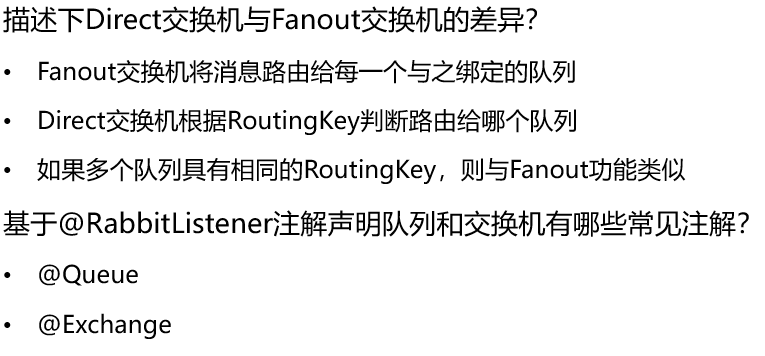 描述下Direct交换机与Fanout交换机的差异？
• Fanout交换机将消息路由给每一个与之绑定的队列
• Direct交换机根据RoutingKey判断路由给哪个队列
• 如果多个队列具有相同的RoutingKey，则与Fanout功能类似
基于@RabbitListener注解声明队列和交换机有哪些常见注解？
• @Queue
• @Exchange